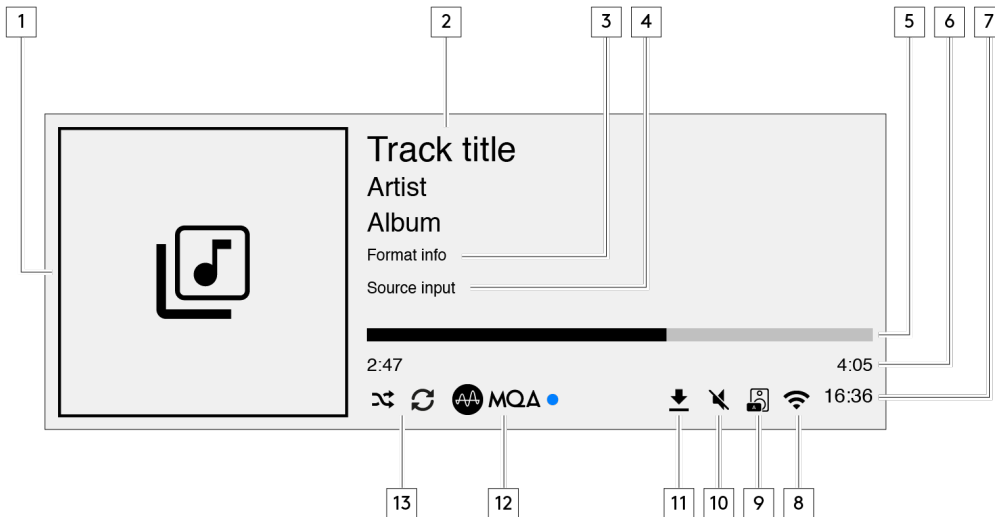 1
2
3
4
5
6
7
Track title
Artist
Album
Format info
Source input
2:47
4:05
MQA
16:36
A
13
12
11
10
9
8